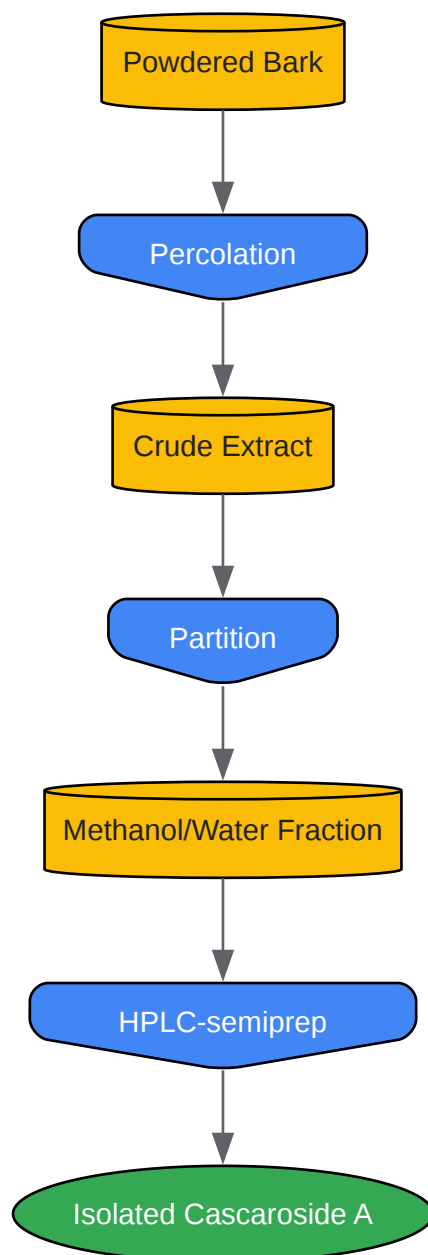 Powdered Bark
Percolation
Crude Extract
Partition
Methanol/Water Fraction
HPLC-semiprep
Isolated Cascaroside A